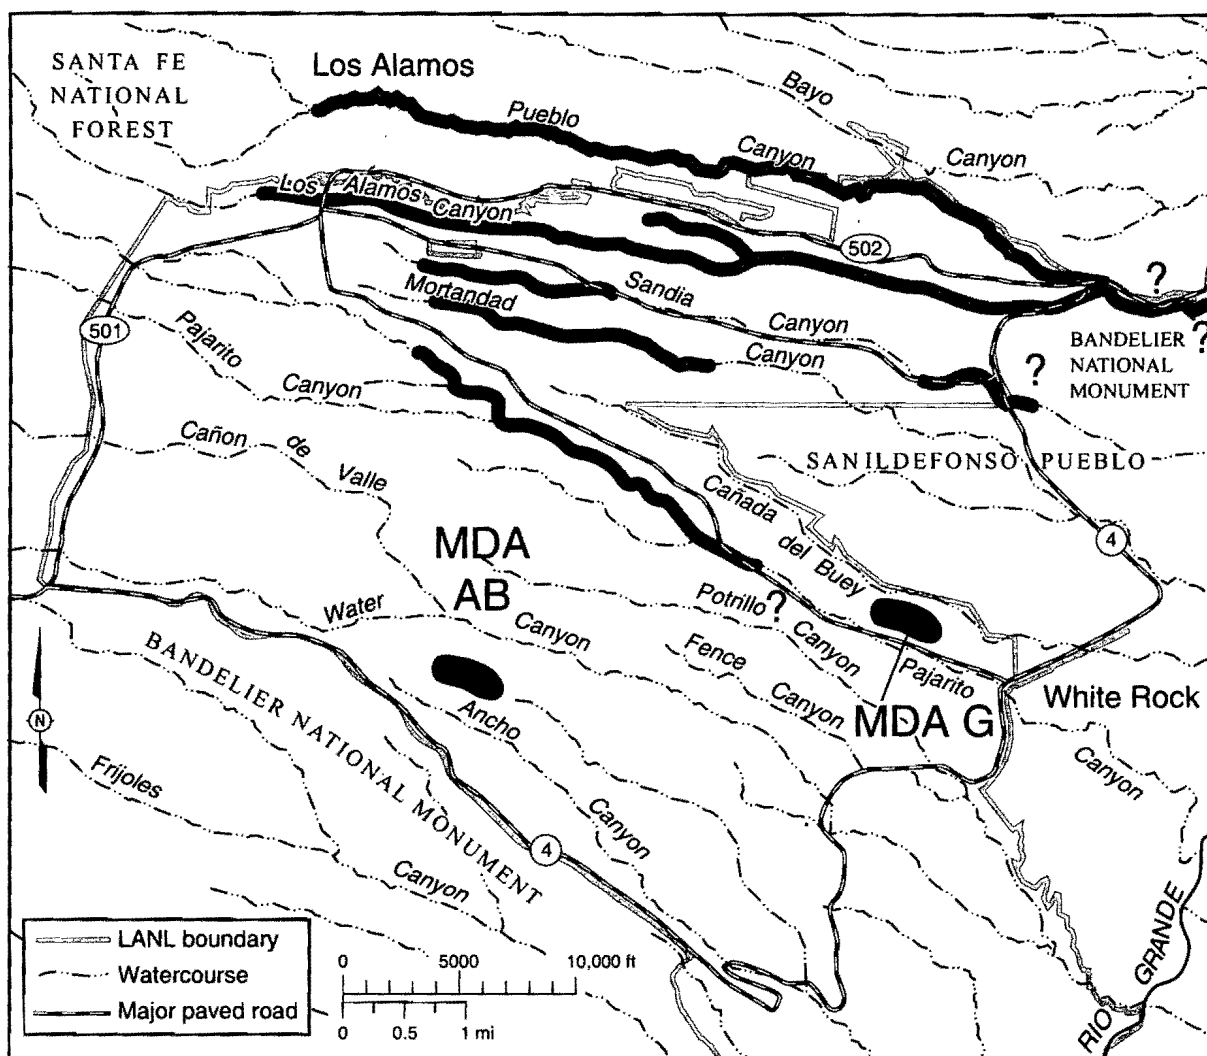 SANTA FE
NATIONAL
FOREST
Los Alamos
Bayo
Canyon
Pueblo
Canyon
Los Alamos
Canyon
502
?
?
Sandia
Canyon
Mortandad
Canyon
501
Pajarito
Canyon
BANDELIER
NATIONAL
MONUMENT
?
Cañon de Valle
SAN ILDEFONSO PUEBLO
Cañada del Buey
4
MDA
AB
Water
Canyon
Potrillo
?
Canyon
Fence
Canyon
Pajarito
Canyon
MDA G
White Rock
BANDELIER NATIONAL MONUMENT
Ancho
Canyon
N
Frijoles
Canyon
4
RIO GRANDE
LANL boundary
Watercourse
Major paved road
0 5000 10,000 ft
0 0.5 1 mi